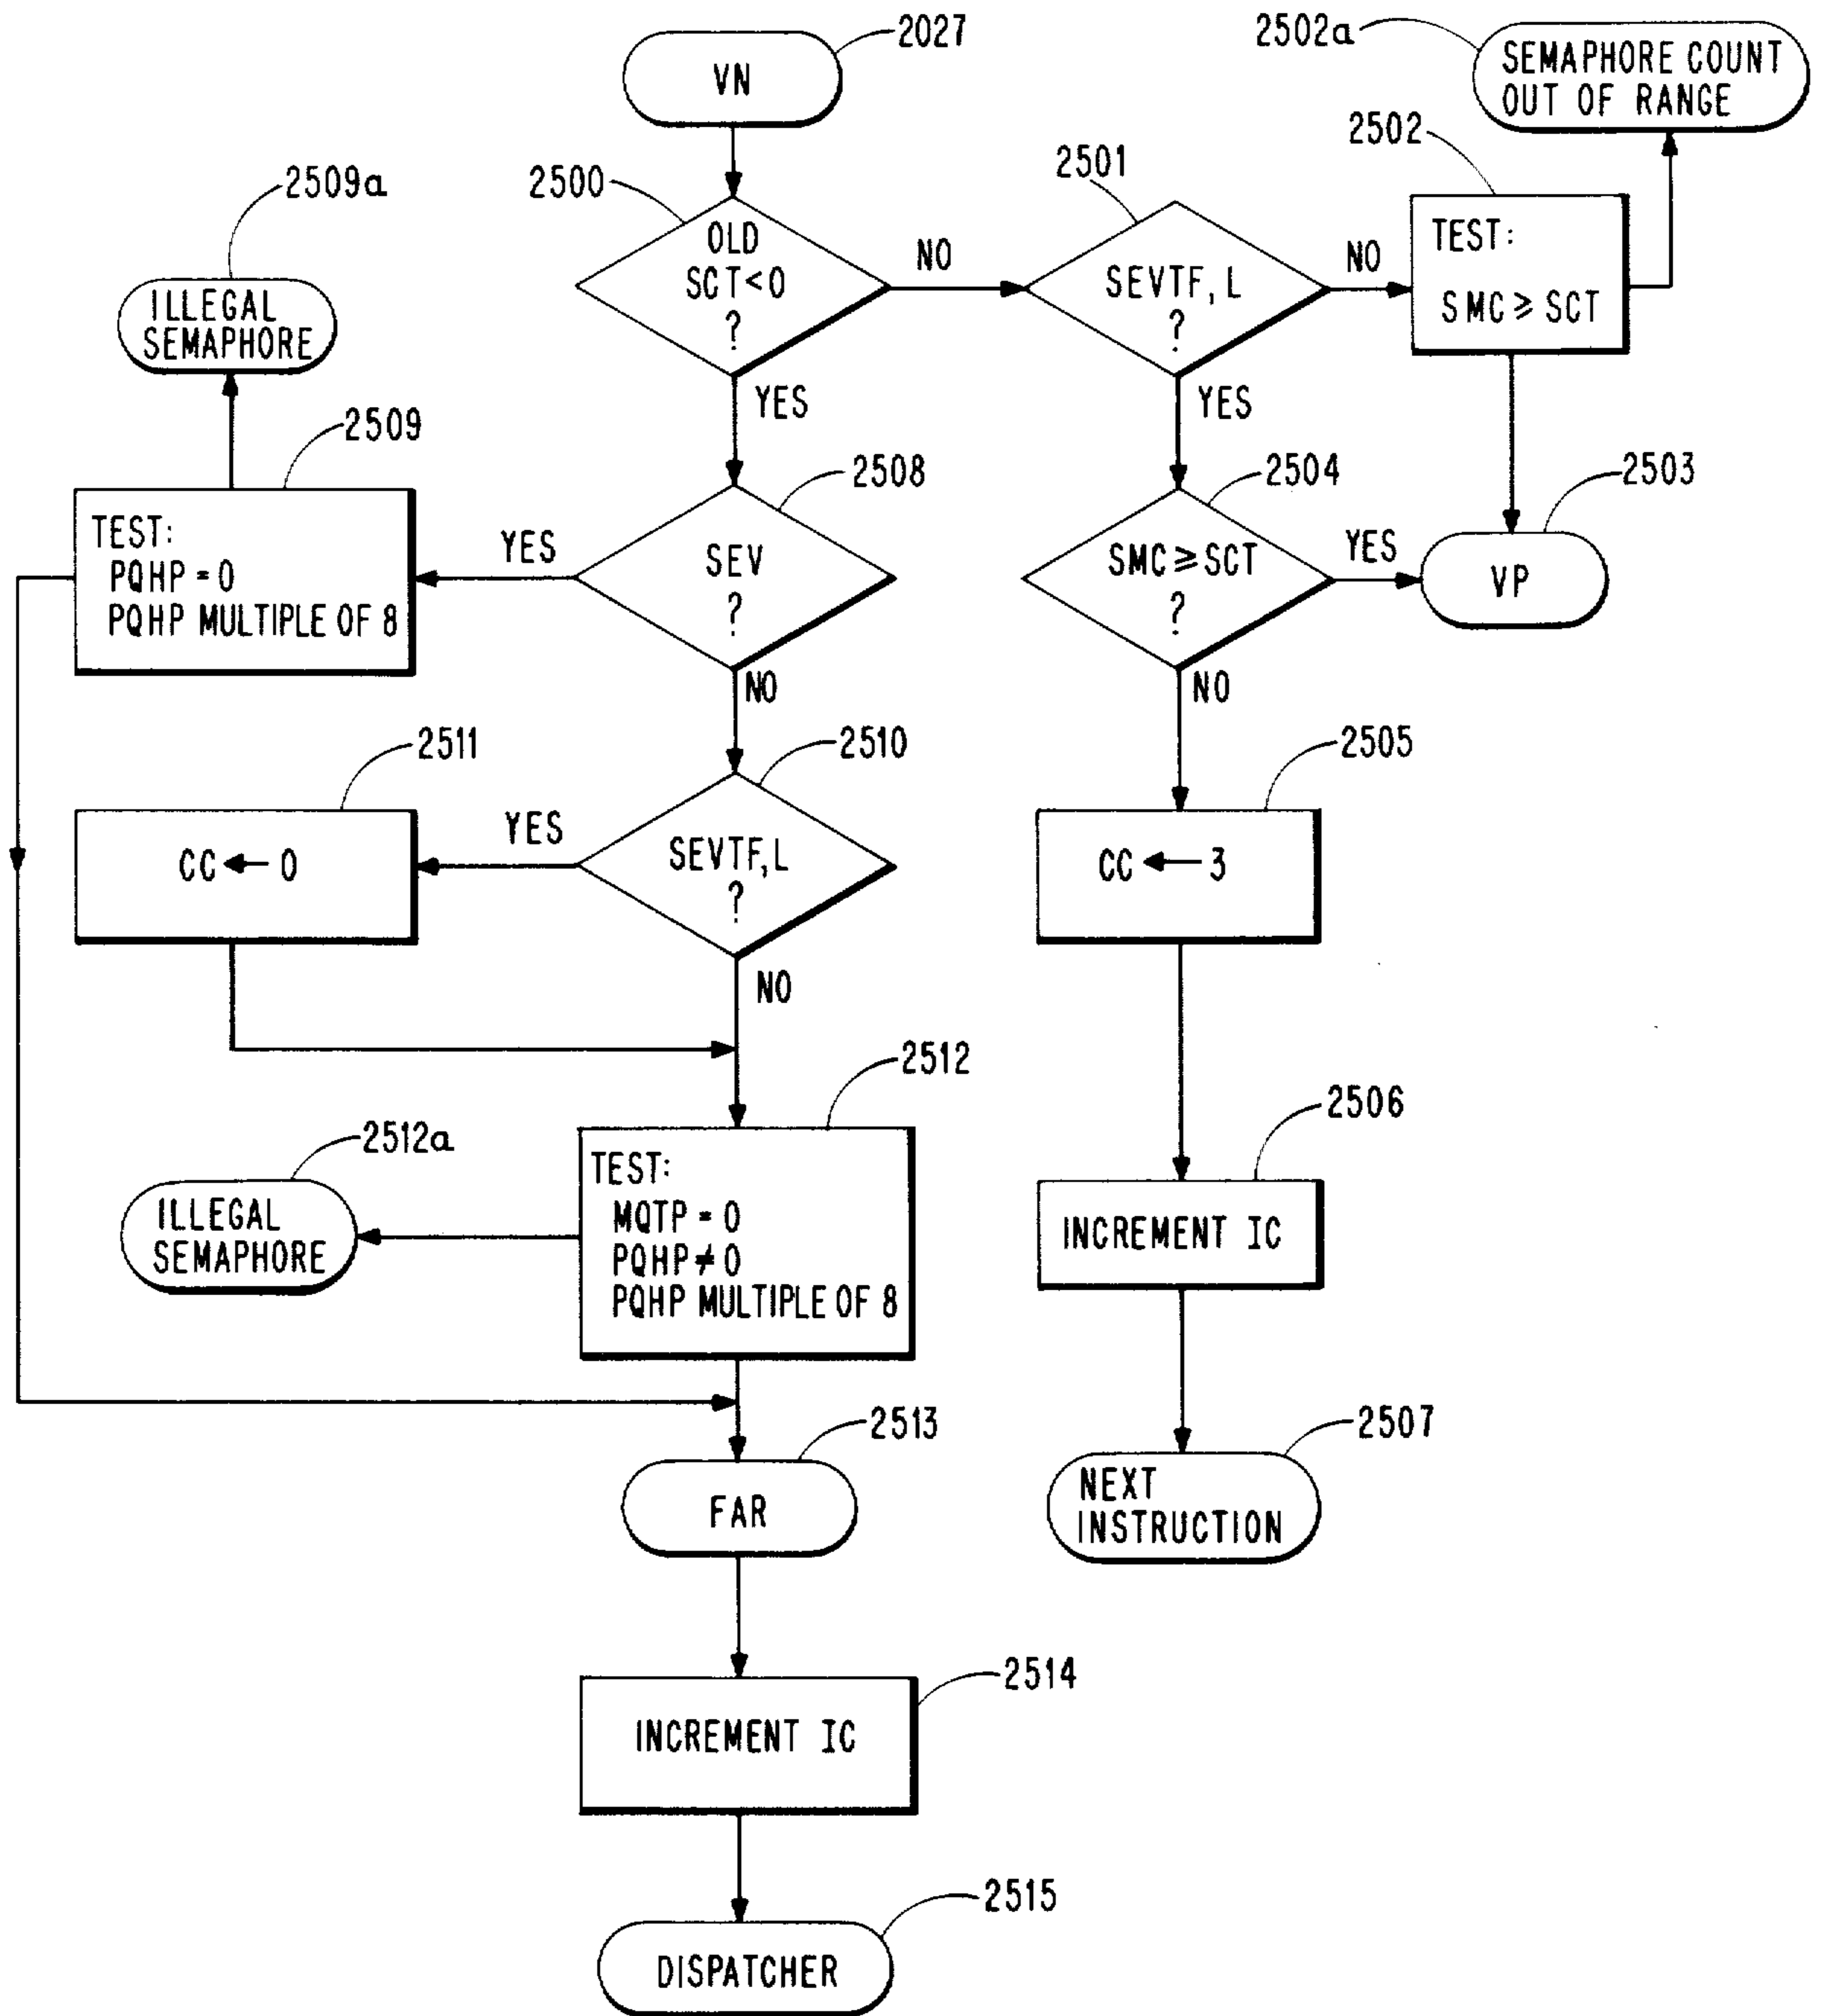 2027
VN
2502a
SEMAPHORE COUNT
OUT OF RANGE
2502
2501
2500
2509a
OLD
SCT<0
?
NO
SEVTF, L
?
NO
TEST:
SMC ≥ SCT
ILLEGAL
SEMAPHORE
YES
YES
2509
2508
2504
2503
TEST:
PQHP = 0
PQHP MULTIPLE OF 8
YES
SEV
?
SMC ≥ SCT
?
YES
VP
NO
NO
2511
2510
2505
CC ← 0
YES
SEVTF, L
?
CC ← 3
NO
2512
2506
2512a
TEST:
MQTP = 0
PQHP ≠ 0
PQHP MULTIPLE OF 8
ILLEGAL
SEMAPHORE
INCREMENT IC
2513
2507
FAR
NEXT
INSTRUCTION
2514
INCREMENT IC
2515
DISPATCHER